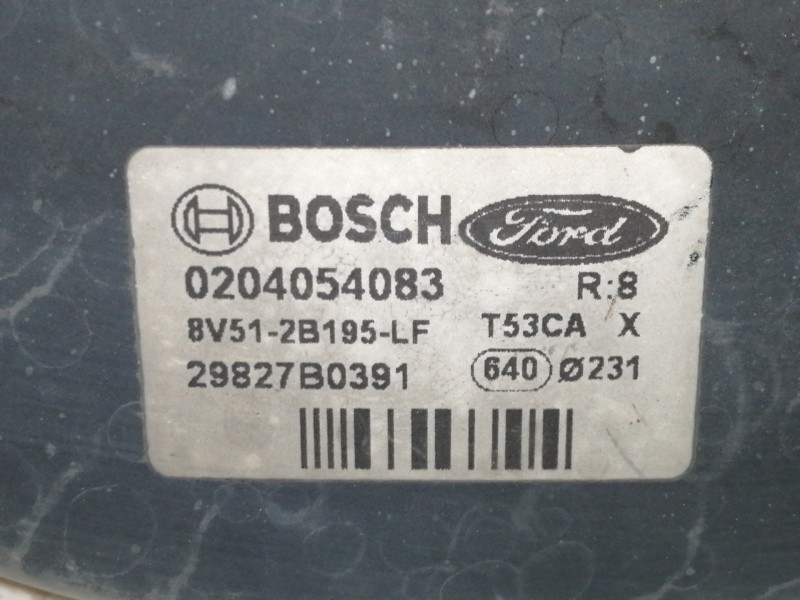 BOSCH Ford
0204054083 R:8
8V51-2B195-LF T53CA X
29827B0391 640 Ø231